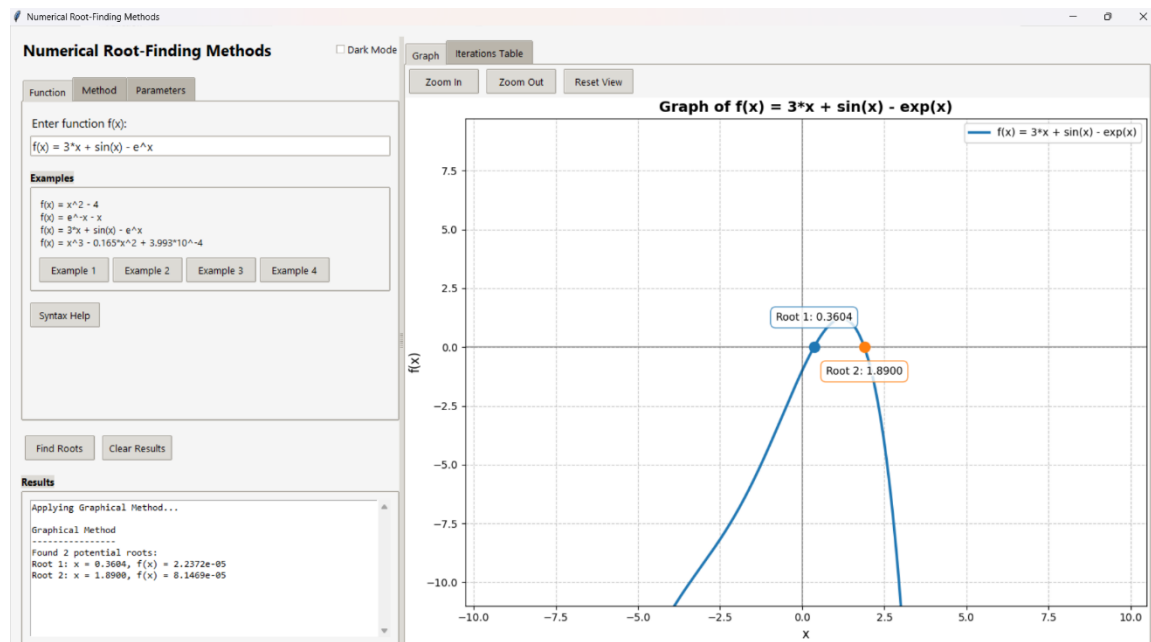 Numerical Root-Finding Methods
Numerical Root-Finding Methods
Dark Mode
Function Method Parameters
Enter function f(x):
f(x) = 3*x + sin(x) - e^x
Examples
f(x) = x^2 - 4
f(x) = e^-x - x
f(x) = 3*x + sin(x) - e^x
f(x) = x^3 - 0.165*x^2 + 3.993*10^-4
Example 1 Example 2 Example 3 Example 4
Syntax Help
Find Roots Clear Results
Results
Applying Graphical Method...
Graphical Method
----------------
Found 2 potential roots:
Root 1: x = 0.3604, f(x) = 2.2372e-05
Root 2: x = 1.8900, f(x) = 8.1469e-05
Graph Iterations Table
Zoom In Zoom Out Reset View
Graph of f(x) = 3*x + sin(x) - exp(x)
f(x) = 3*x + sin(x) - exp(x)
7.5
5.0
2.5
0.0
−2.5
−5.0
−7.5
−10.0
f(x)
Root 1: 0.3604
Root 2: 1.8900
−10.0 −7.5 −5.0 −2.5 0.0 2.5 5.0 7.5 10.0
x